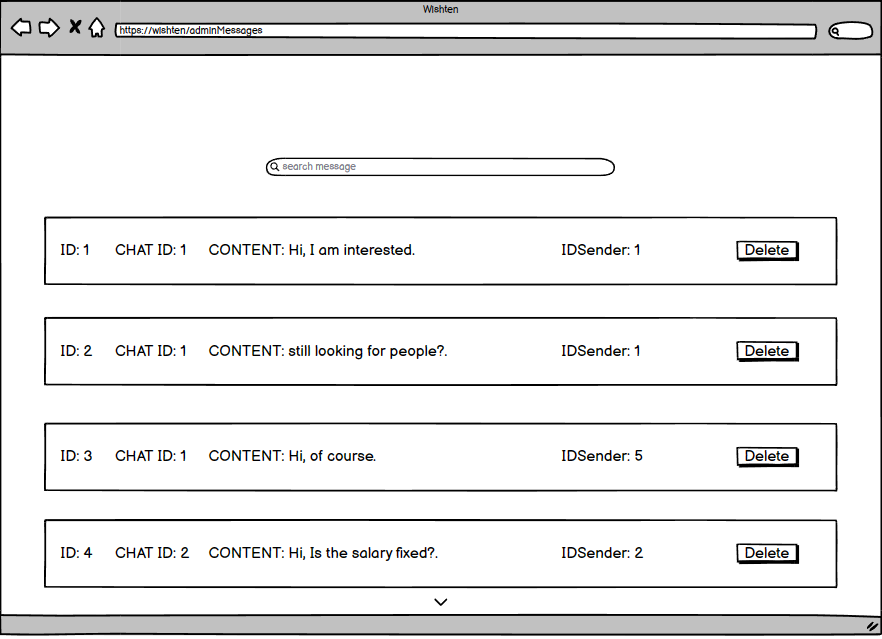 Wishten
https://wishten/adminMessages
search message
ID: 1 CHAT ID: 1 CONTENT: Hi, I am interested. IDSender: 1 Delete
ID: 2 CHAT ID: 1 CONTENT: still looking for people?. IDSender: 1 Delete
ID: 3 CHAT ID: 1 CONTENT: Hi, of course. IDSender: 5 Delete
ID: 4 CHAT ID: 2 CONTENT: Hi, Is the salary fixed?. IDSender: 2 Delete